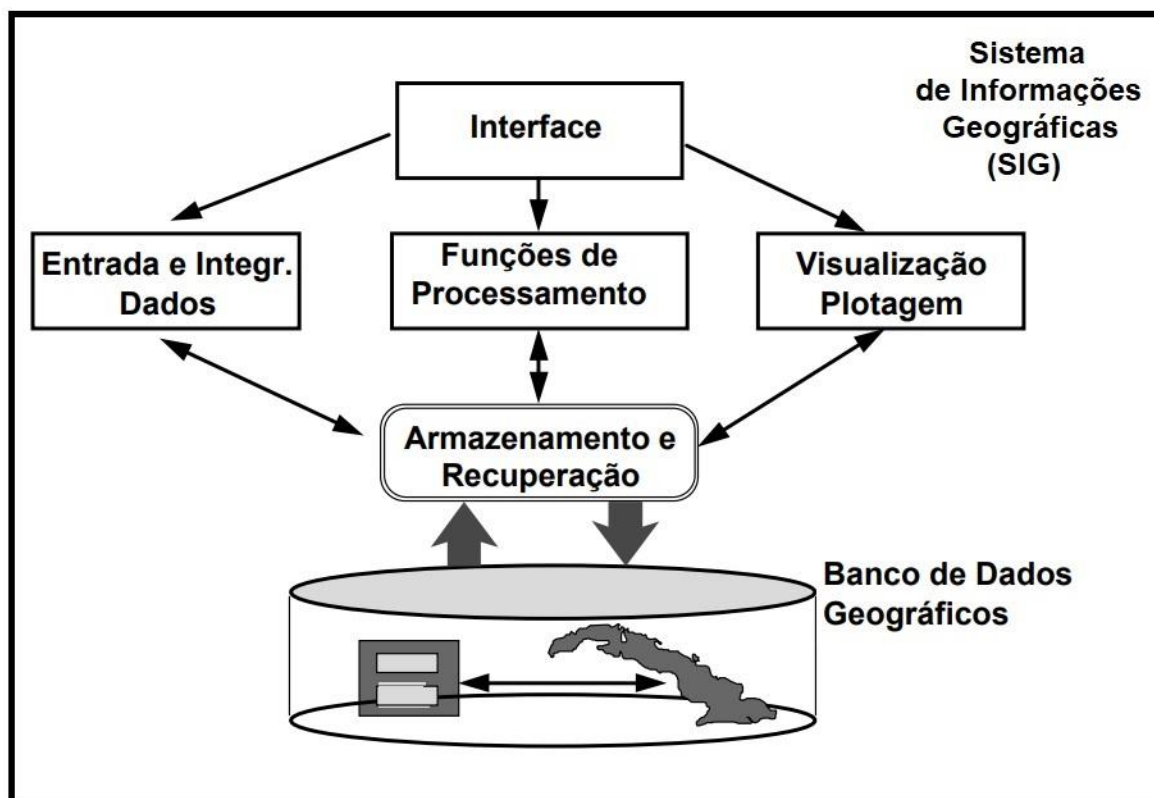 Sistema
de Informações
Geográficas
(SIG)
Interface
Entrada e Integr.
Dados
Funções de
Processamento
Visualização
Plotagem
Armazenamento e
Recuperação
Banco de Dados
Geográficos